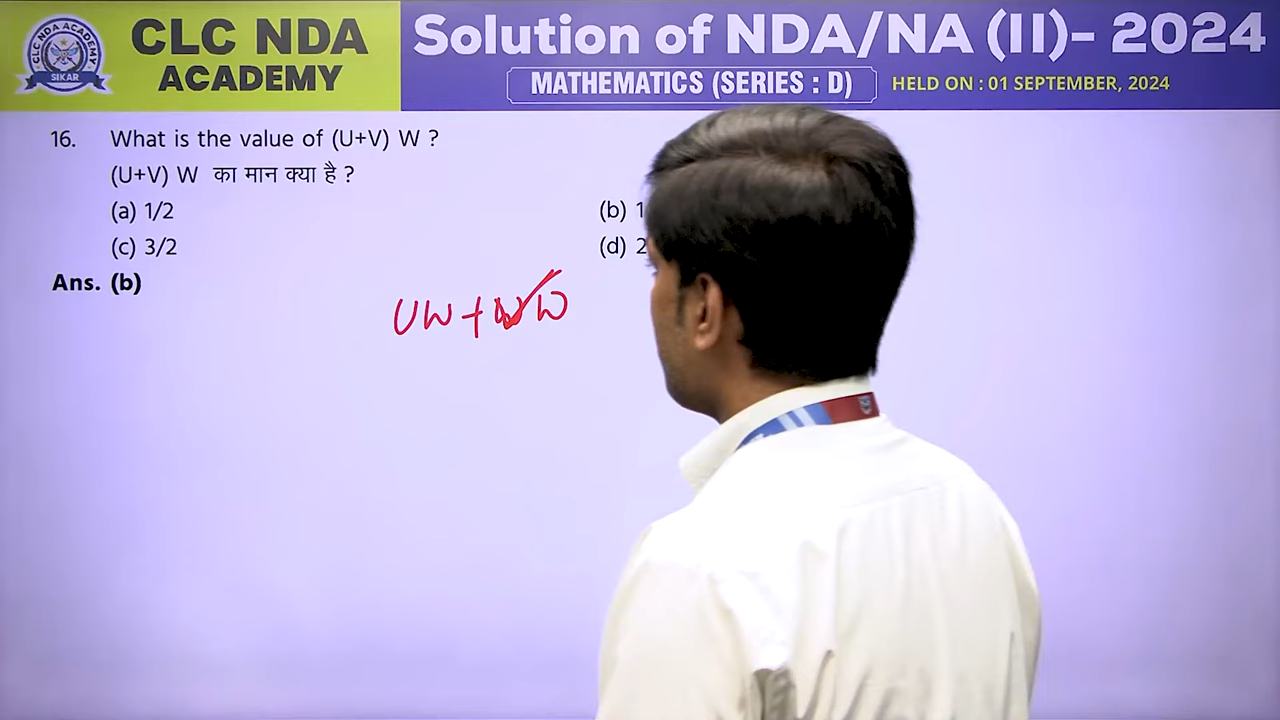 CLC NDA ACADEMY
SIKAR
CLC NDA
ACADEMY
Solution of NDA/NA (II)- 2024
MATHEMATICS (SERIES : D)
HELD ON : 01 SEPTEMBER, 2024
16. What is the value of (U+V) W ?
(U+V) W का मान क्या है ?
(a) 1/2 (b) 1
(c) 3/2 (d) 2
Ans. (b)
UW+VW